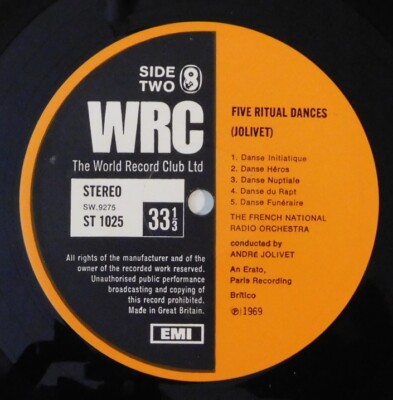 SIDE
TWO 8
WRC
The World Record Club Ltd
STEREO
SW.9275
ST 1025
33 1/3
All rights of the manufacturer and of the
owner of the recorded work reserved.
Unauthorised public performance
broadcasting and copying of
this record prohibited.
Made in Great Britain.
EMI
FIVE RITUAL DANCES
(JOLIVET)
1. Danse Initiatique
2. Danse Héros
3. Danse Nuptiale
4. Danse du Rapt
5. Danse Funéraire
THE FRENCH NATIONAL
RADIO ORCHESTRA
conducted by
ANDRÉ JOLIVET
An Erato,
Paris Recording
Britico
℗1969